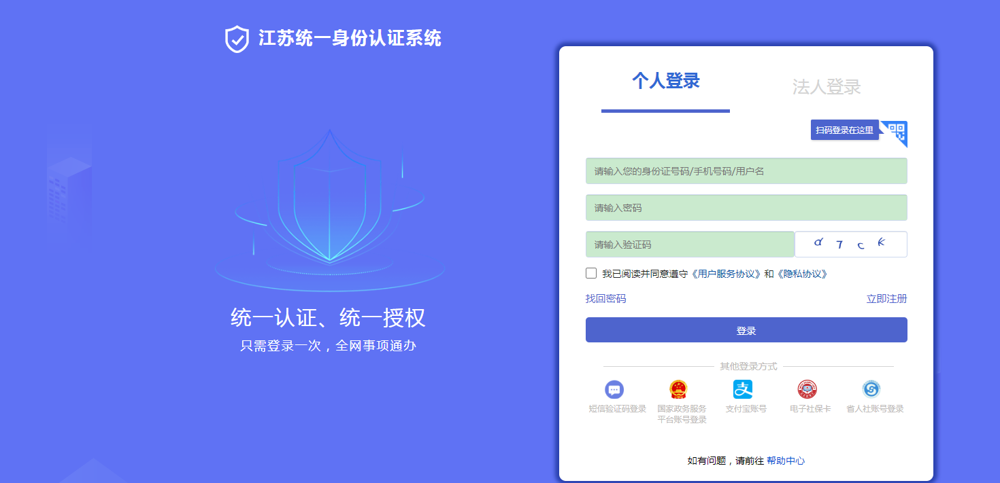 江苏统一身份认证系统
个人登录
法人登录
扫码登录在这里
请输入您的身份证号码/手机号码/用户名
请输入密码
请输入验证码
a 7 c K
我已阅读并同意遵守《用户服务协议》和《隐私协议》
找回密码
立即注册
登录
统一认证、统一授权
只需登录一次，全网事项通办
其他登录方式
短信验证码登录
国家政务服务
平台账号登录
支付宝账号
电子社保卡
省人社账号登录
如有问题，请前往 帮助中心